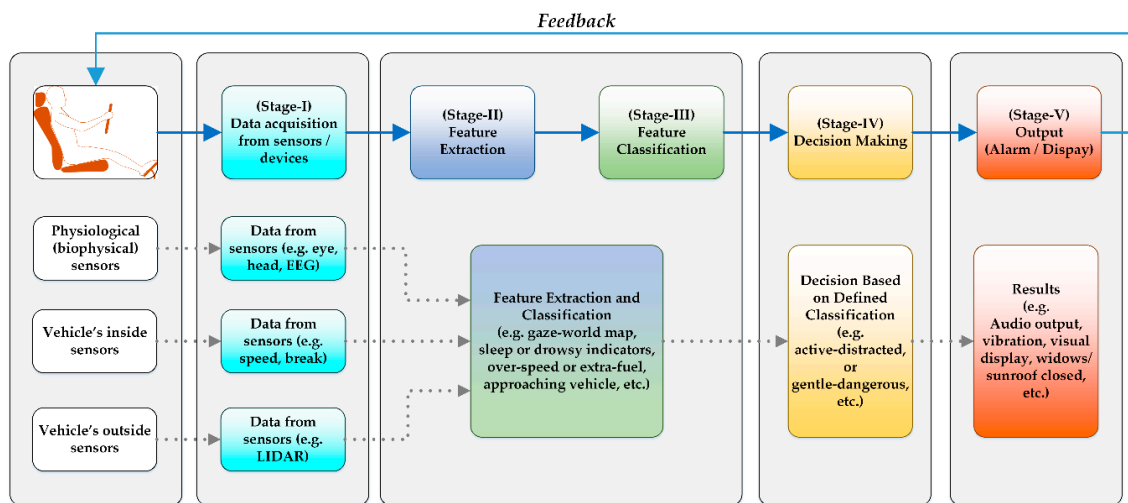 Feedback
(Stage-I)
Data acquisition
from sensors /
devices
(Stage-II)
Feature
Extraction
(Stage-III)
Feature
Classification
(Stage-IV)
Decision Making
(Stage-V)
Output
(Alarm / Dispay)
Physiological
(biophysical)
sensors
Data from
sensors (e.g. eye,
head, EEG)
Vehicle's inside
sensors
Data from
sensors (e.g.
speed, break)
Vehicle's outside
sensors
Data from
sensors (e.g.
LIDAR)
Feature Extraction and
Classification
(e.g. gaze-world map,
sleep or drowsy indicators,
over-speed or extra-fuel,
approaching vehicle, etc.)
Decision Based
on Defined
Classification
(e.g.
active-distracted,
or
gentle-dangerous,
etc.)
Results
(e.g.
Audio output,
vibration, visual
display, widows/
sunroof closed,
etc.)